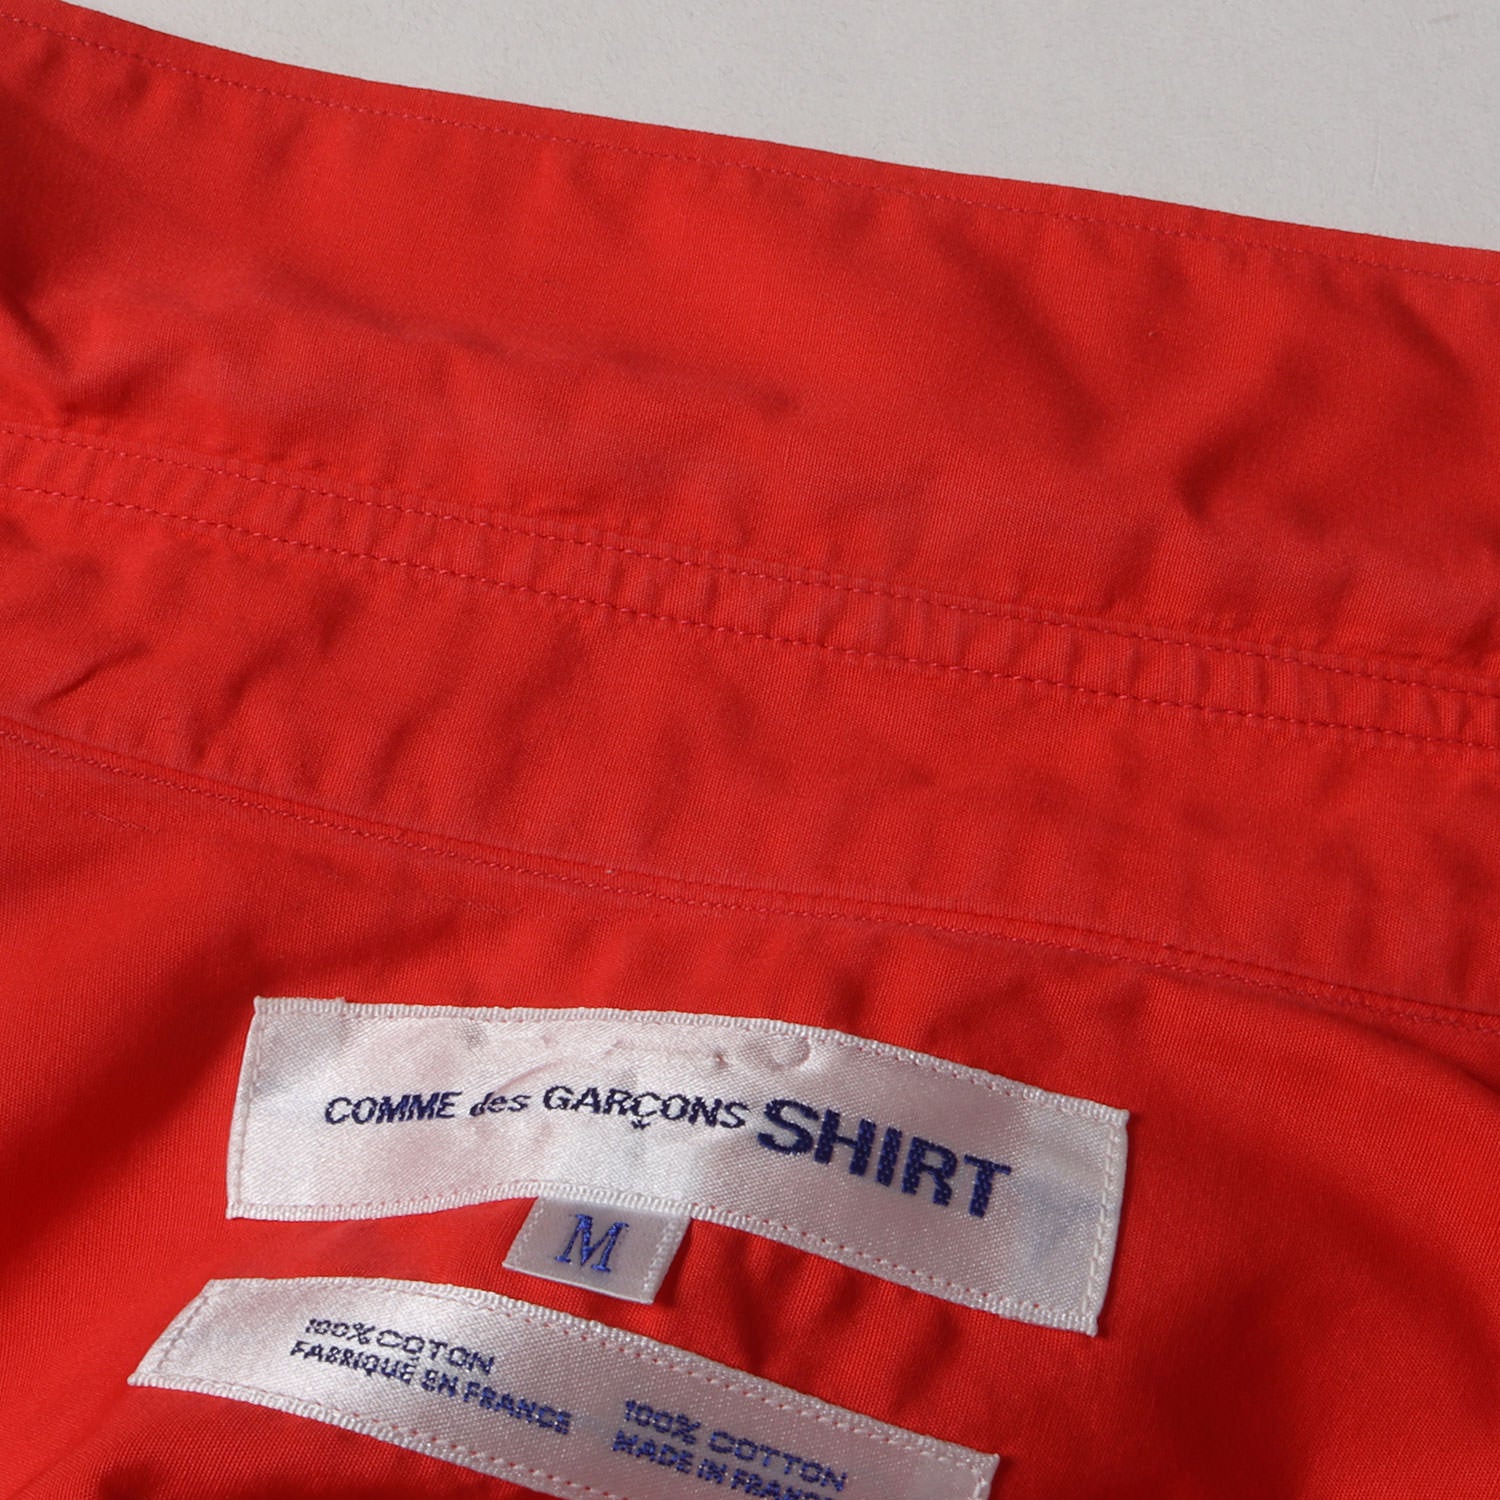 COMME des GARÇONS SHIRT
M
100% COTON
FABRIQUÉ EN FRANCE
100% COTTON
MADE IN FRANCE